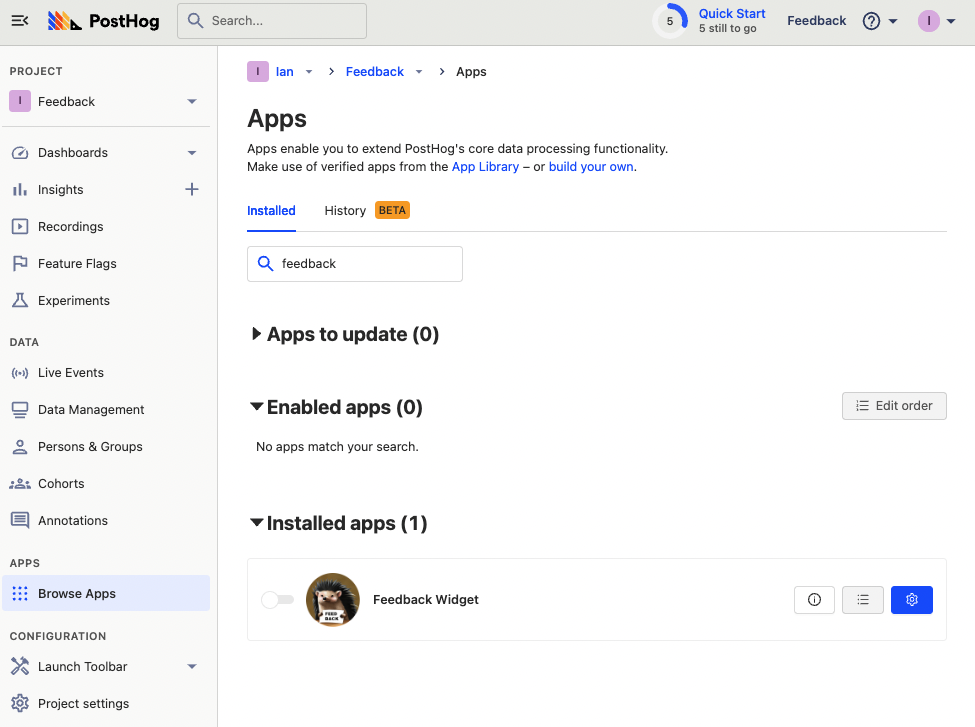 PostHog
Search...
5
Quick Start
5 still to go
Feedback
I
PROJECT
I Feedback
Dashboards
Insights
Recordings
Feature Flags
Experiments
DATA
Live Events
Data Management
Persons & Groups
Cohorts
Annotations
APPS
Browse Apps
CONFIGURATION
Launch Toolbar
Project settings
I Ian Feedback Apps
Apps
Apps enable you to extend PostHog's core data processing functionality.
Make use of verified apps from the App Library – or build your own.
Installed History BETA
feedback
Apps to update (0)
Enabled apps (0) Edit order
No apps match your search.
Installed apps (1)
FEED
BACK
Feedback Widget